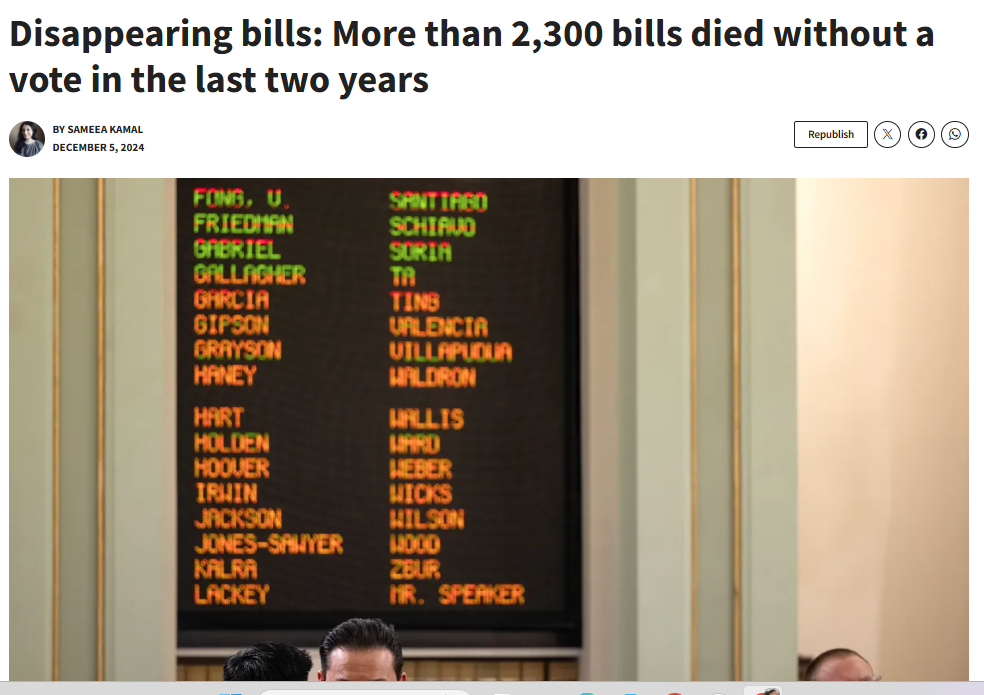 Disappearing bills: More than 2,300 bills died without a
vote in the last two years
BY SAMEEA KAMAL
DECEMBER 5, 2024
Republish
FONG, V.
FRIEDMAN
GABRIEL
GALLAGHER
GARCIA
GIPSON
GRAYSON
HANEY
HART
HOLDEN
HOOVER
IRWIN
JACKSON
JONES-SAWYER
KALRA
LACKEY
SANTIAGO
SCHIAVO
SORIA
TA
TING
VALENCIA
VILLAPUDUA
WALDRON
WALLIS
WARD
WEBER
WICKS
WILSON
WOOD
ZBUR
MR. SPEAKER